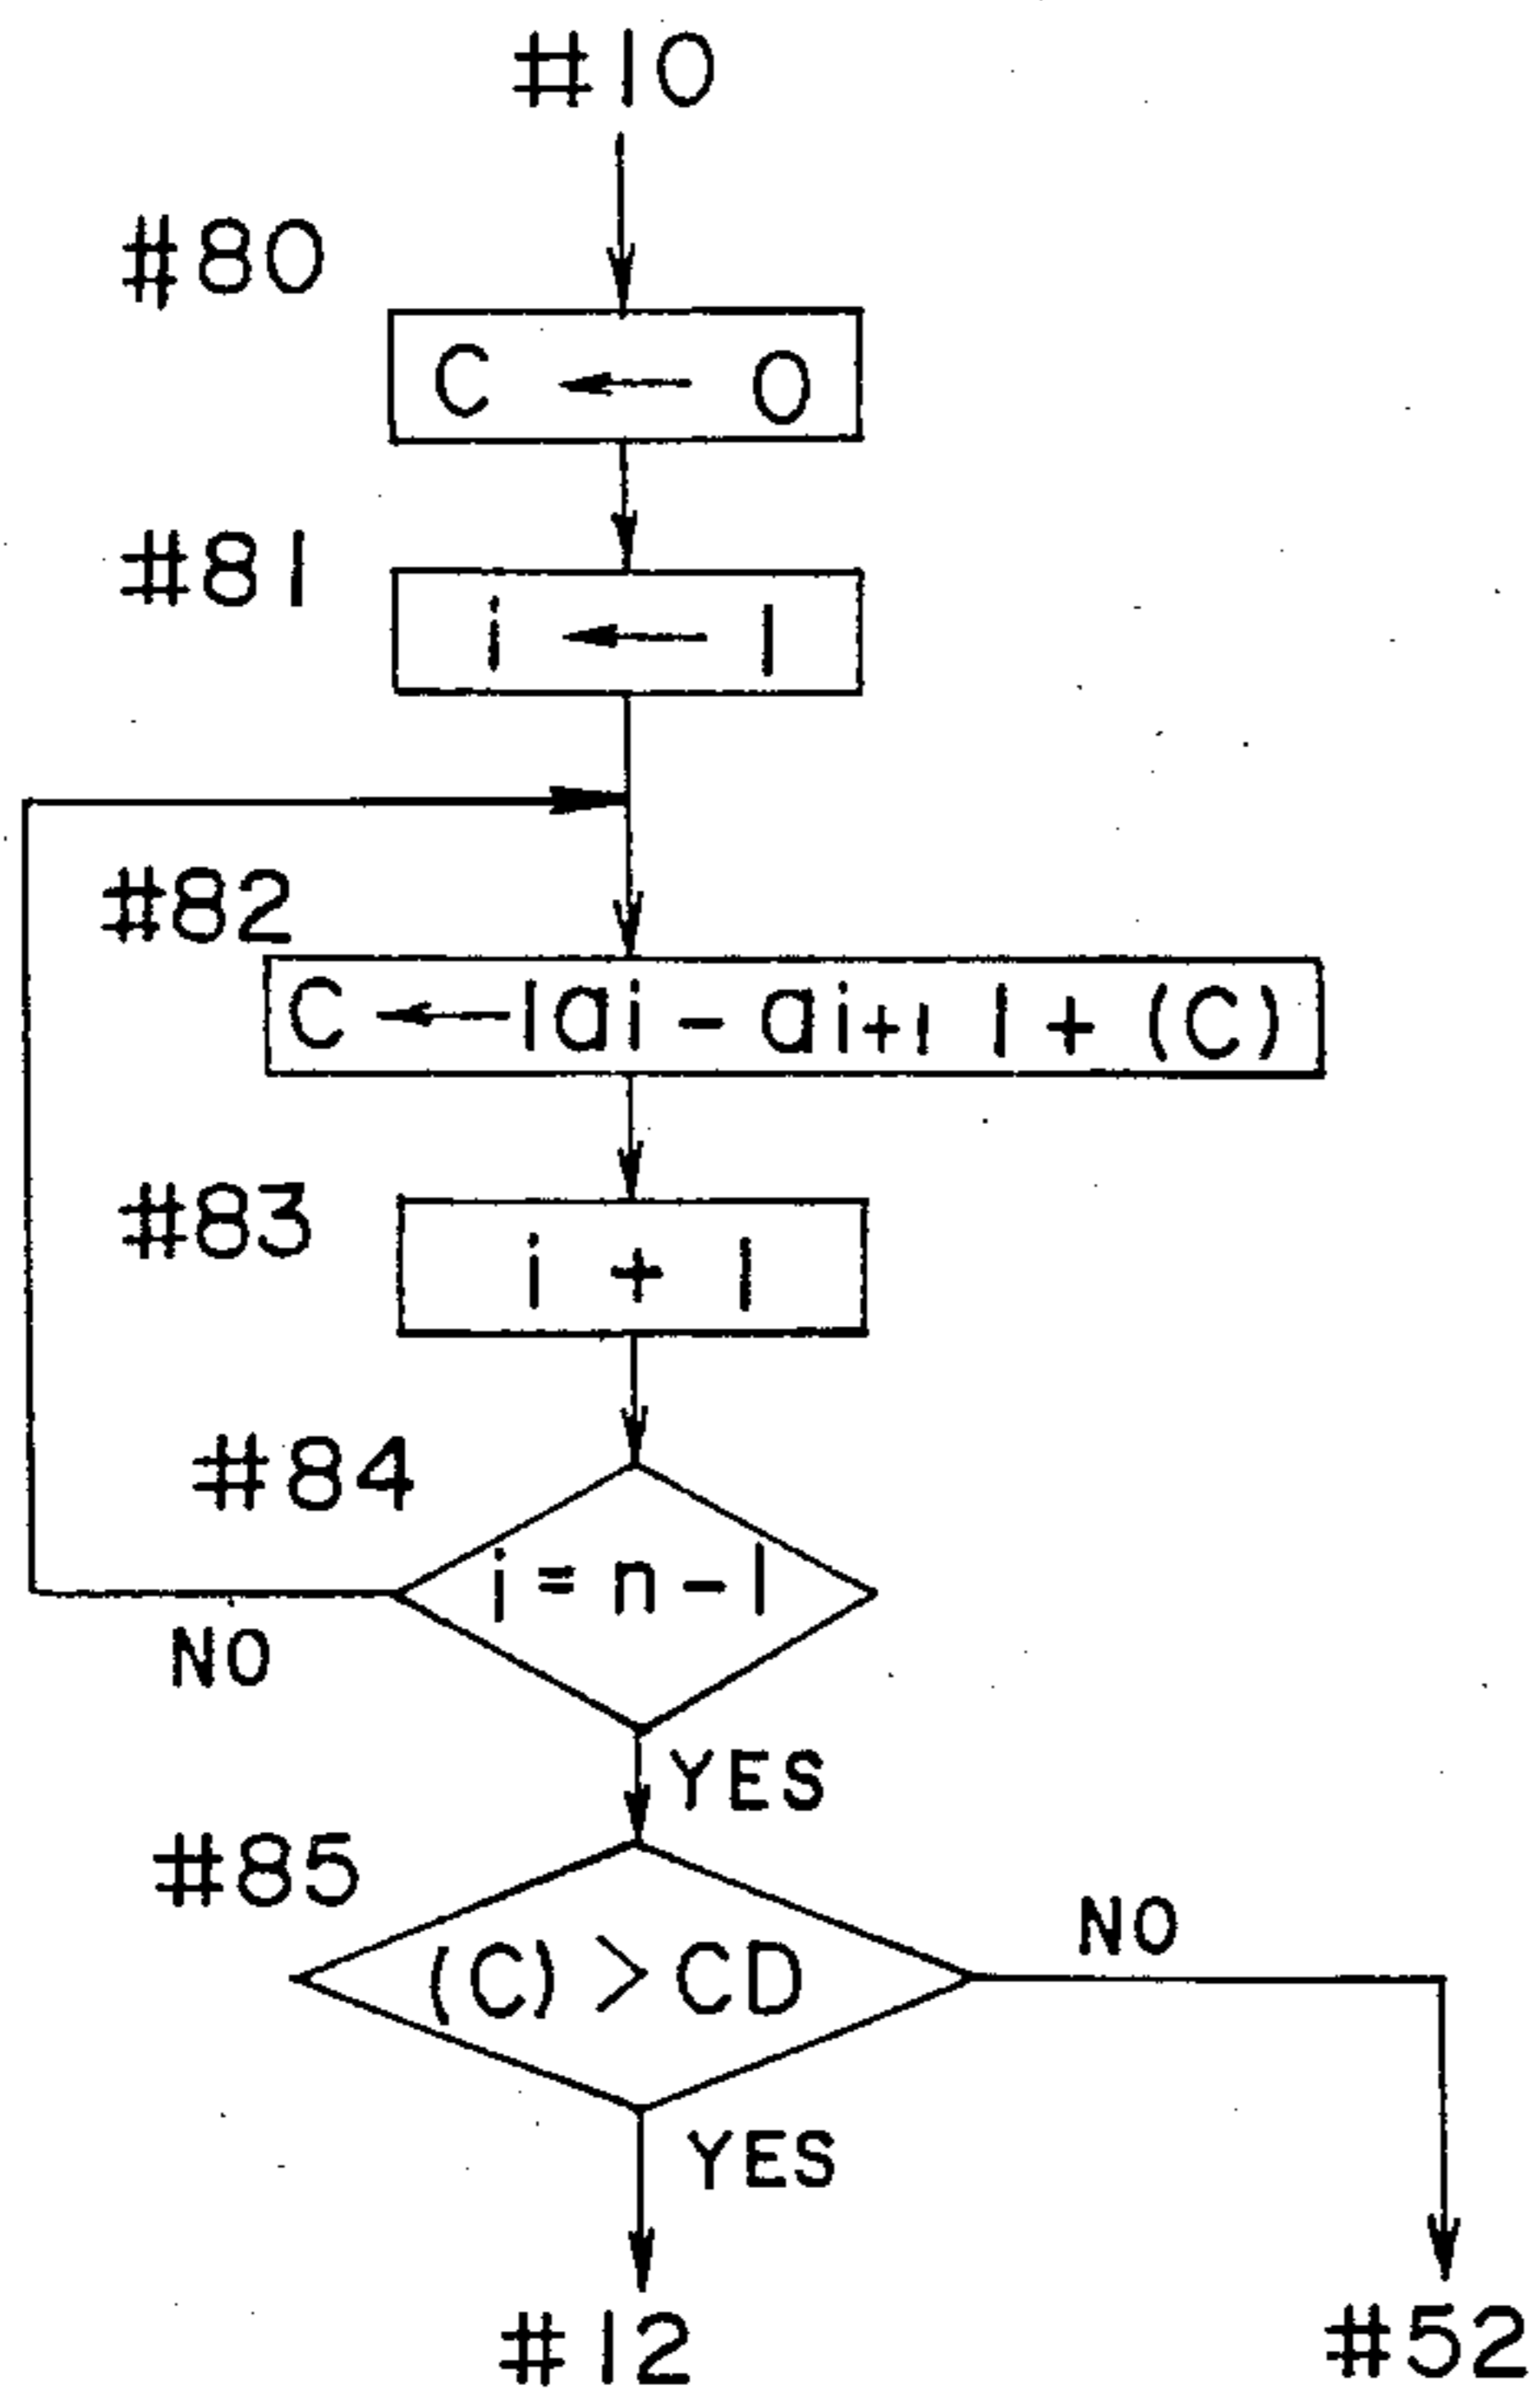 #10
#80
C ← 0
#81
i ← 1
#82
C ← |ai - ai+1| + (C)
#83
i + 1
#84
i = n - 1
NO
YES
#85
(C) > CD
NO
YES
#12
#52